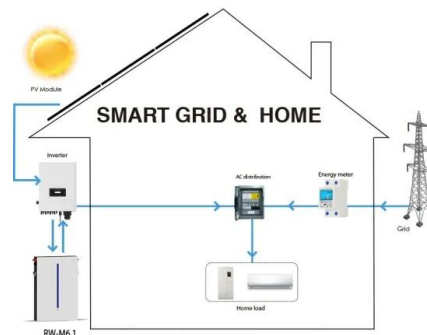 PV Module
SMART GRID & HOME
Inverter
AC distribution
Energy meter
Grid
Home load
RW-M6.1